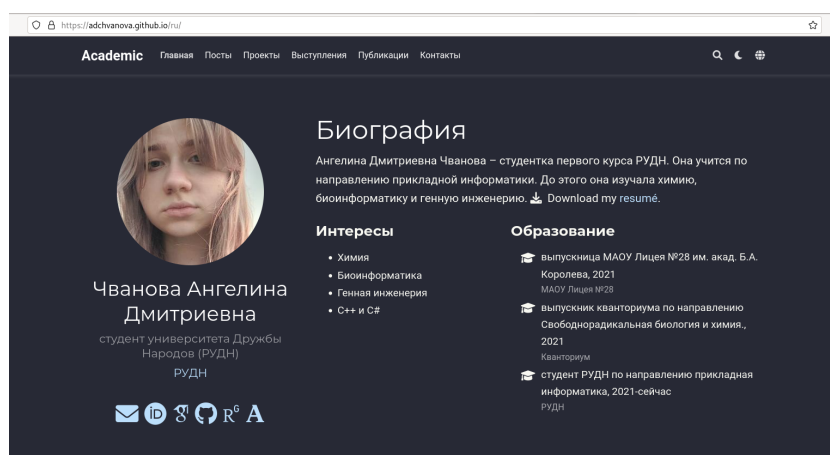 https://adchvanova.github.io/ru/
Academic Главная Посты Проекты Выступления Публикации Контакты
Биография
Ангелина Дмитриевна Чванова – студентка первого курса РУДН. Она учится по
направлению прикладной информатики. До этого она изучала химию,
биоинформатику и генную инженерию. Download my resumé.
Чванова Ангелина
Дмитриевна
студент университета Дружбы
Народов (РУДН)
РУДН
iD
RG
A
Интересы
• Химия
• Биоинформатика
• Генная инженерия
• C++ и C#
Образование
выпускница МАОУ Лицея №28 им. акад. Б.А.
Королева, 2021
МАОУ Лицея №28
выпускник кванториума по направлению
Свободнорадикальная биология и химия.,
2021
Кванториум
студент РУДН по направлению прикладная
информатика, 2021-сейчас
РУДН